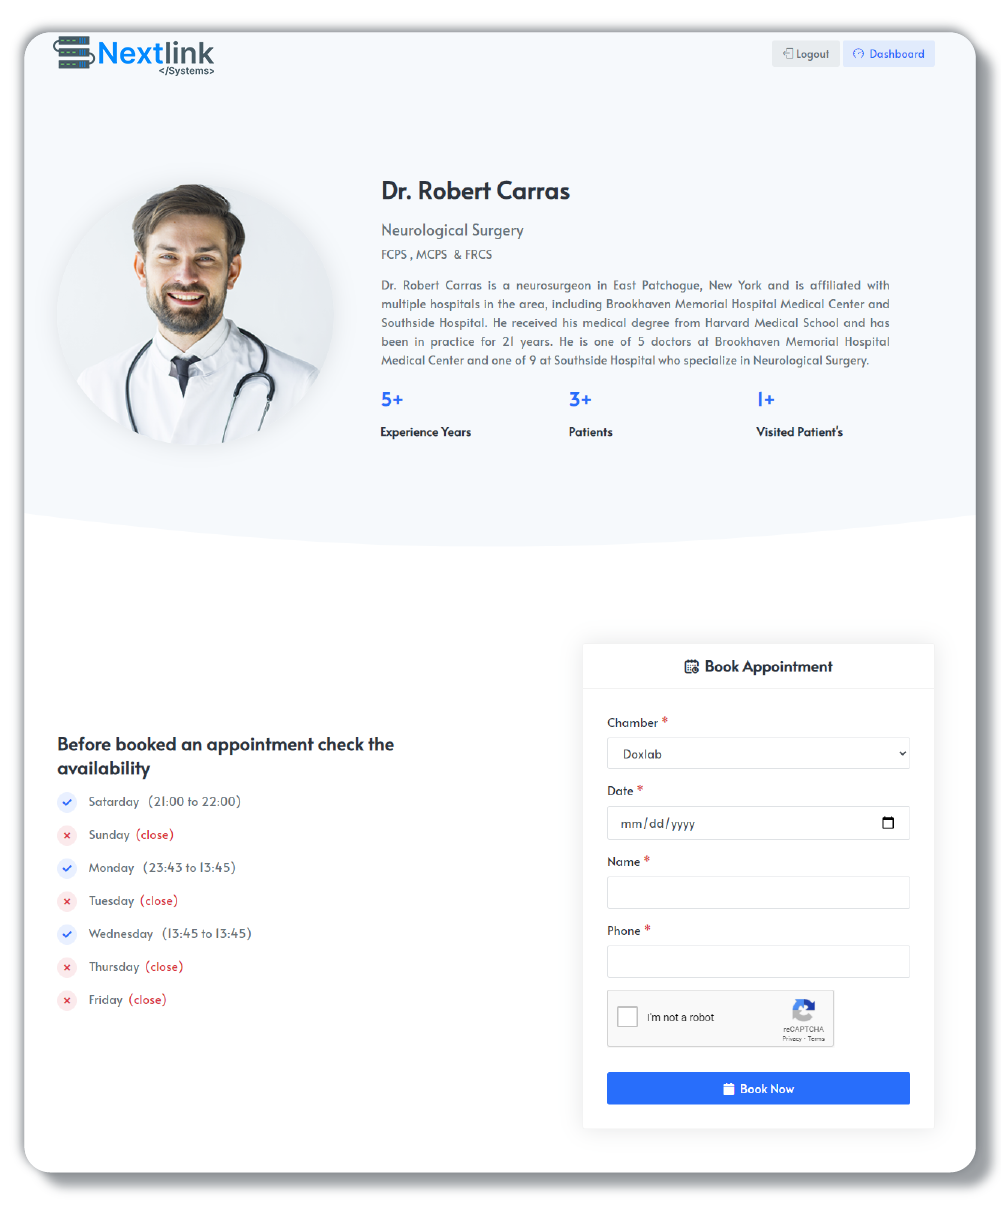 Nextlink
</Systems>
Logout
Dashboard
Dr. Robert Carras
Neurological Surgery
FCPS , MCPS & FRCS
Dr. Robert Carras is a neurosurgeon in East Patchogue, New York and is affiliated with
multiple hospitals in the area, including Brookhaven Memorial Hospital Medical Center and
Southside Hospital. He received his medical degree from Harvard Medical School and has
been in practice for 21 years. He is one of 5 doctors at Brookhaven Memorial Hospital
Medical Center and one of 9 at Southside Hospital who specialize in Neurological Surgery.
5+
Experience Years
3+
Patients
1+
Visited Patient's
Before booked an appointment check the
availability
Satarday (21:00 to 22:00)
Sunday (close)
Monday (23:43 to 13:45)
Tuesday (close)
Wednesday (13:45 to 13:45)
Thursday (close)
Friday (close)
Book Appointment
Chamber *
Doxlab
Date *
mm/dd/yyyy
Name *
Phone *
I'm not a robot
reCAPTCHA
Privacy - Terms
Book Now